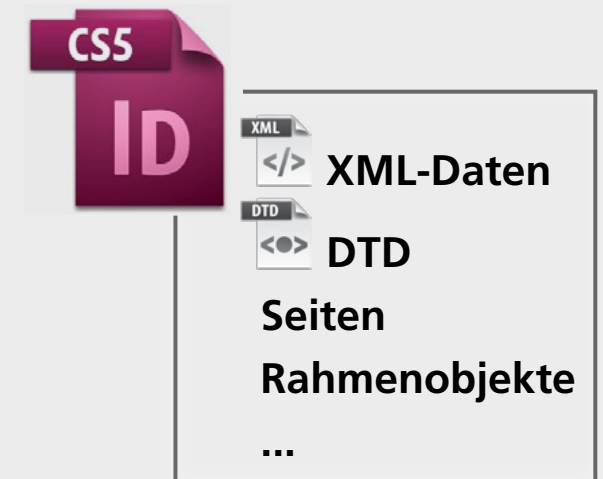 CS5
ID
XML
</>
XML-Daten
DTD
<●>
DTD
Seiten
Rahmenobjekte
...